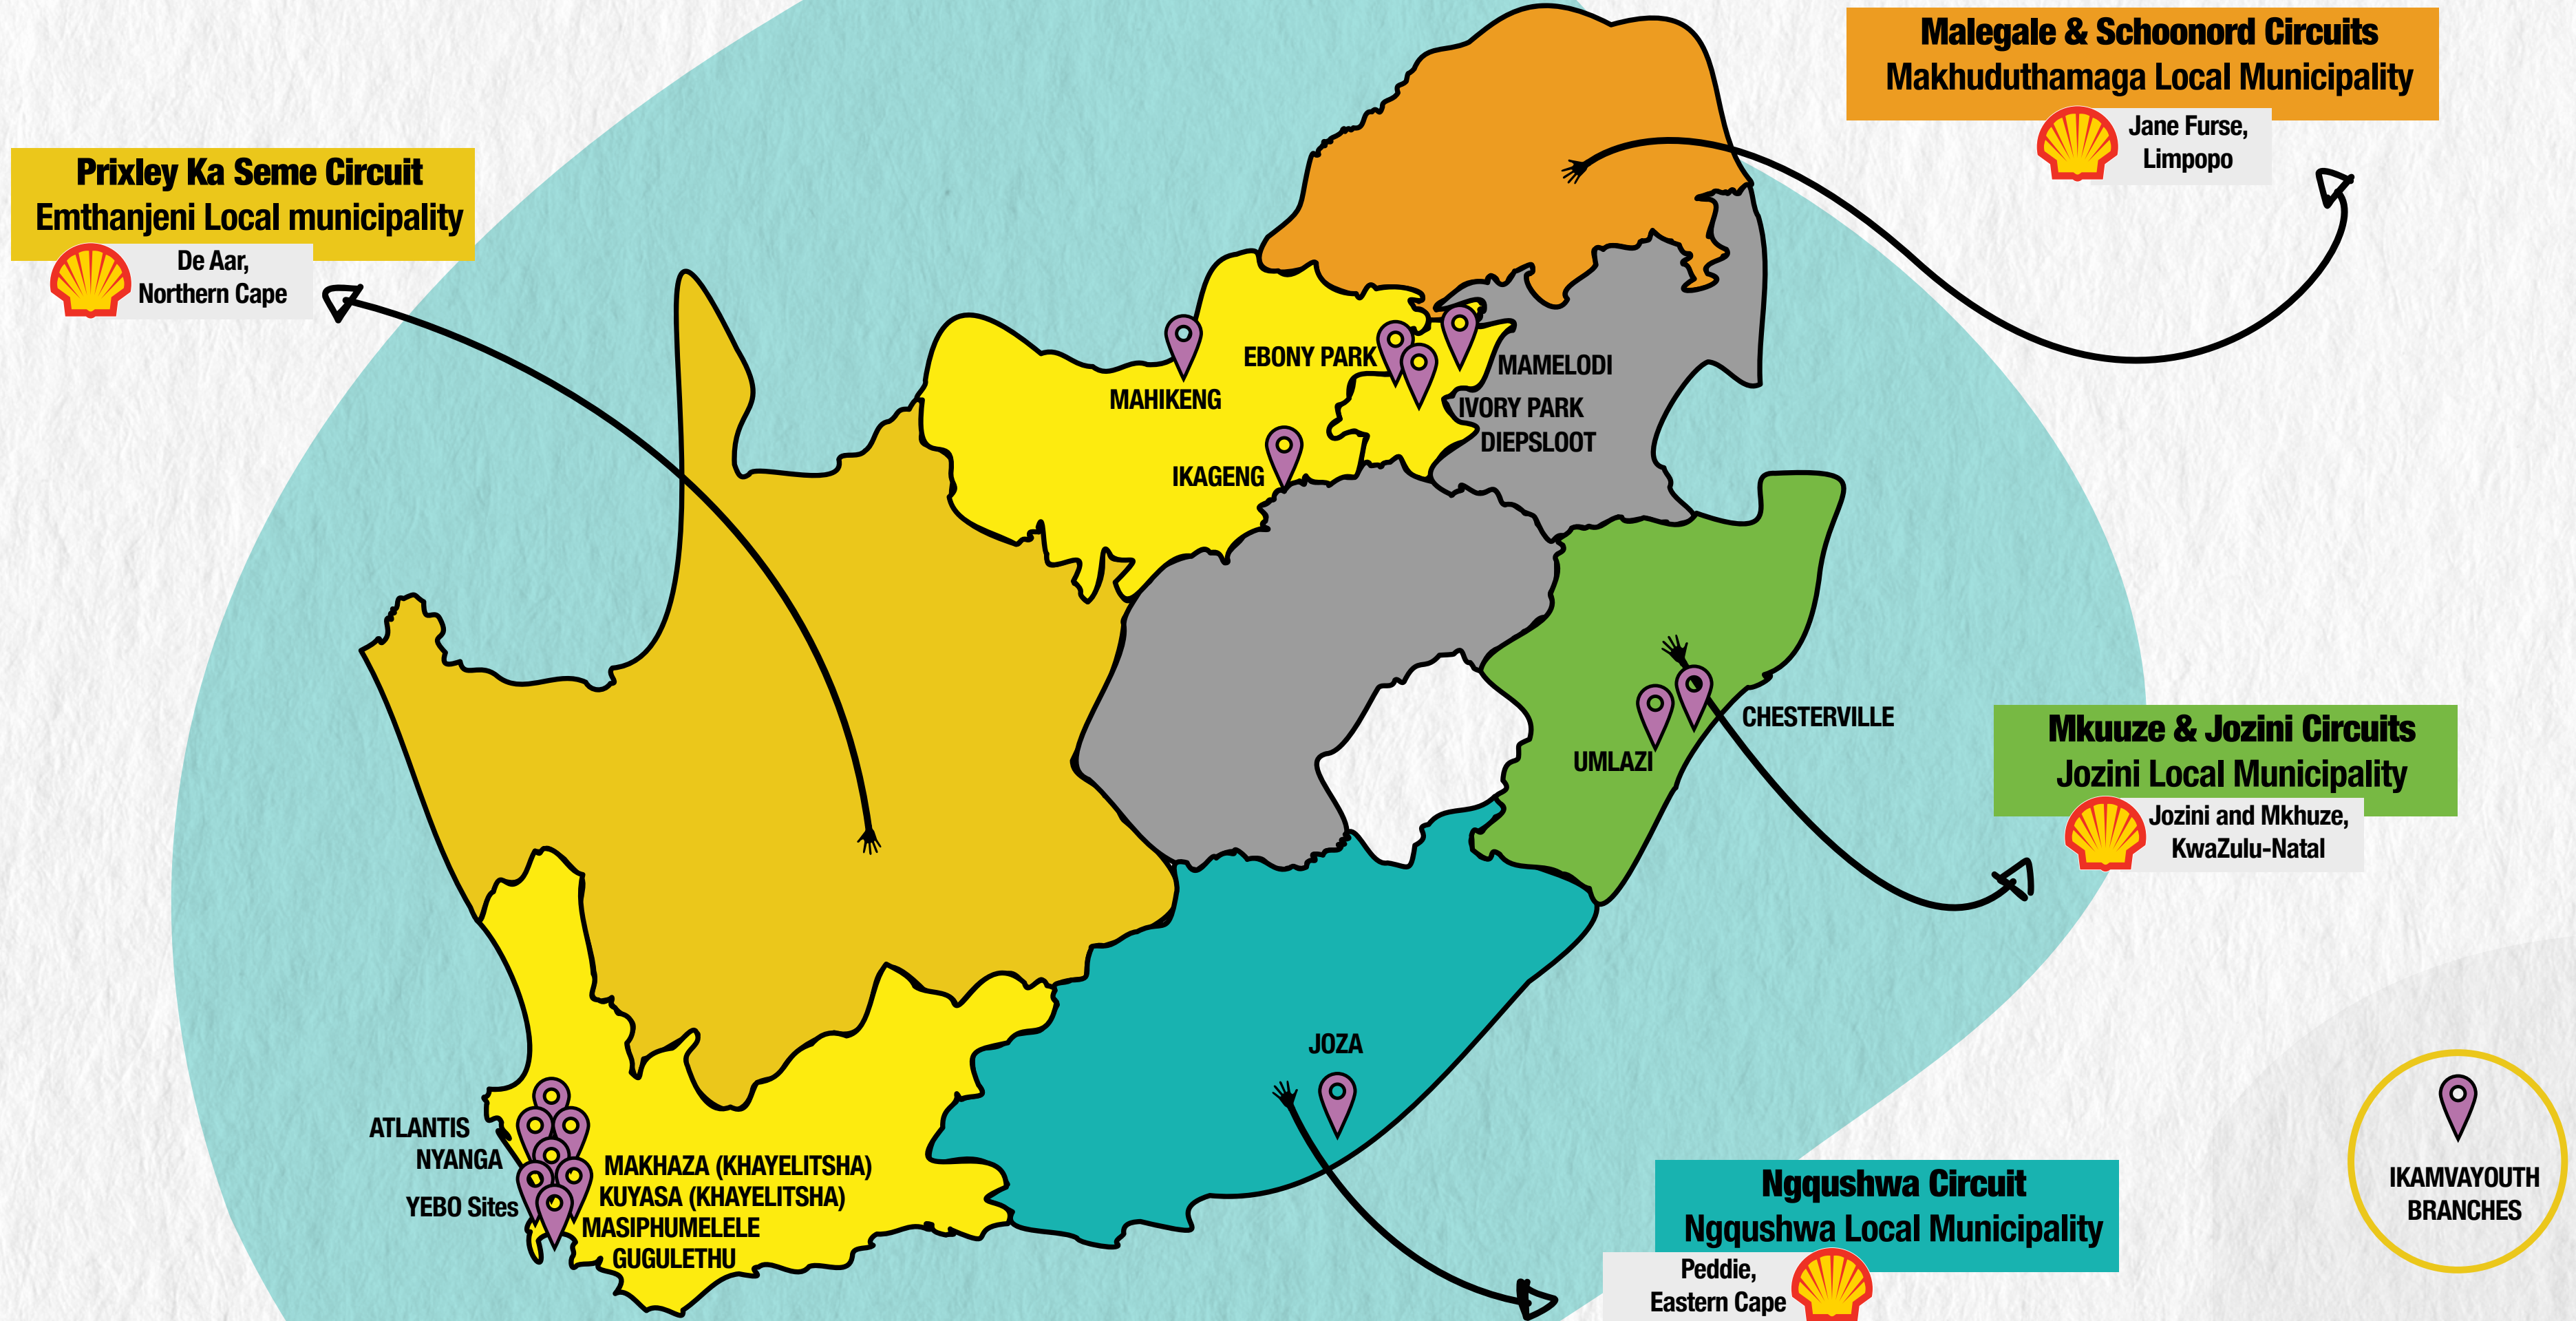 Malegale & Schoonord Circuits
Makhuduthamaga Local Municipality
Jane Furse,
Limpopo
Prixley Ka Seme Circuit
Emthanjeni Local municipality
De Aar,
Northern Cape
EBONY PARK
MAMELODI
MAHIKENG
IVORY PARK
DIEPSLOOT
IKAGENG
CHESTERVILLE
UMLAZI
Mkuuze & Jozini Circuits
Jozini Local Municipality
Jozini and Mkhuze,
KwaZulu-Natal
JOZA
ATLANTIS
NYANGA
YEBO Sites
MAKHAZA (KHAYELITSHA)
KUYASA (KHAYELITSHA)
MASIPHUMELELE
GUGULETHU
Ngqushwa Circuit
Ngqushwa Local Municipality
Peddie,
Eastern Cape
IKAMVAYOUTH
BRANCHES